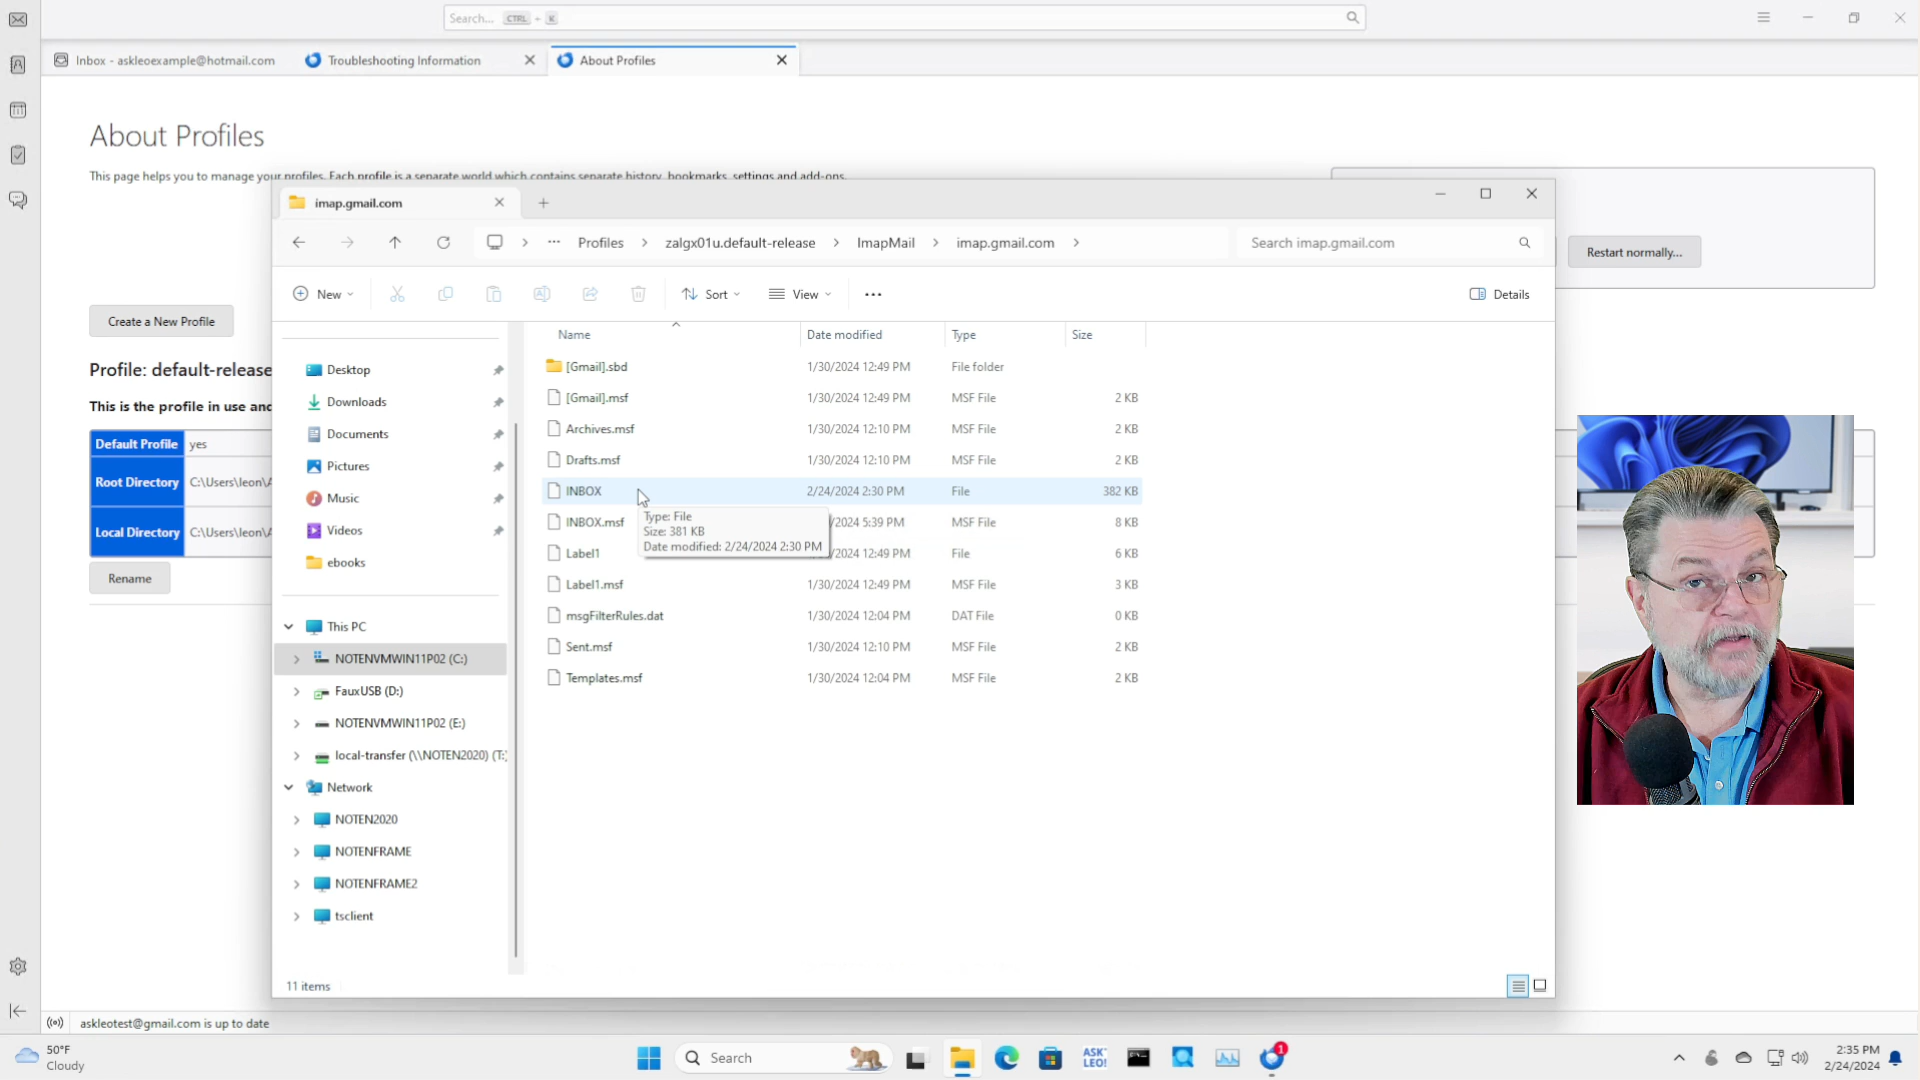 Search... CTRL + K
Inbox - askleoexample@hotmail.com
Troubleshooting Information
About Profiles
About Profiles
This page helps you to manage your profiles. Each profile is a separate world which contains separate history, bookmarks, settings and add-ons.
imap.gmail.com
Profiles > zalgx01u.default-release > ImapMail > imap.gmail.com >
Search imap.gmail.com
Restart normally...
New
Sort
View
Details
Create a New Profile
Profile: default-release
This is the profile in use and
Default Profile yes
Root Directory C:\Users\leon\A
Local Directory C:\Users\leon\A
Rename
Desktop
Downloads
Documents
Pictures
Music
Videos
ebooks
This PC
NOTENVMWIN11P02 (C:)
FauxUSB (D:)
NOTENVMWIN11P02 (E:)
local-transfer (\\NOTEN2020) (T:)
Network
NOTEN2020
NOTENFRAME
NOTENFRAME2
tsclient
Name Date modified Type Size
[Gmail].sbd 1/30/2024 12:49 PM File folder
[Gmail].msf 1/30/2024 12:49 PM MSF File 2 KB
Archives.msf 1/30/2024 12:10 PM MSF File 2 KB
Drafts.msf 1/30/2024 12:10 PM MSF File 2 KB
INBOX 2/24/2024 2:30 PM File 382 KB
INBOX.msf /2024 5:39 PM MSF File 8 KB
Label1 /2024 12:49 PM File 6 KB
Label1.msf 1/30/2024 12:49 PM MSF File 3 KB
msgFilterRules.dat 1/30/2024 12:04 PM DAT File 0 KB
Sent.msf 1/30/2024 12:10 PM MSF File 2 KB
Templates.msf 1/30/2024 12:04 PM MSF File 2 KB
Type: File
Size: 381 KB
Date modified: 2/24/2024 2:30 PM
11 items
askleotest@gmail.com is up to date
50°F
Cloudy
Search
ASK
LEO!
1
2:35 PM
2/24/2024